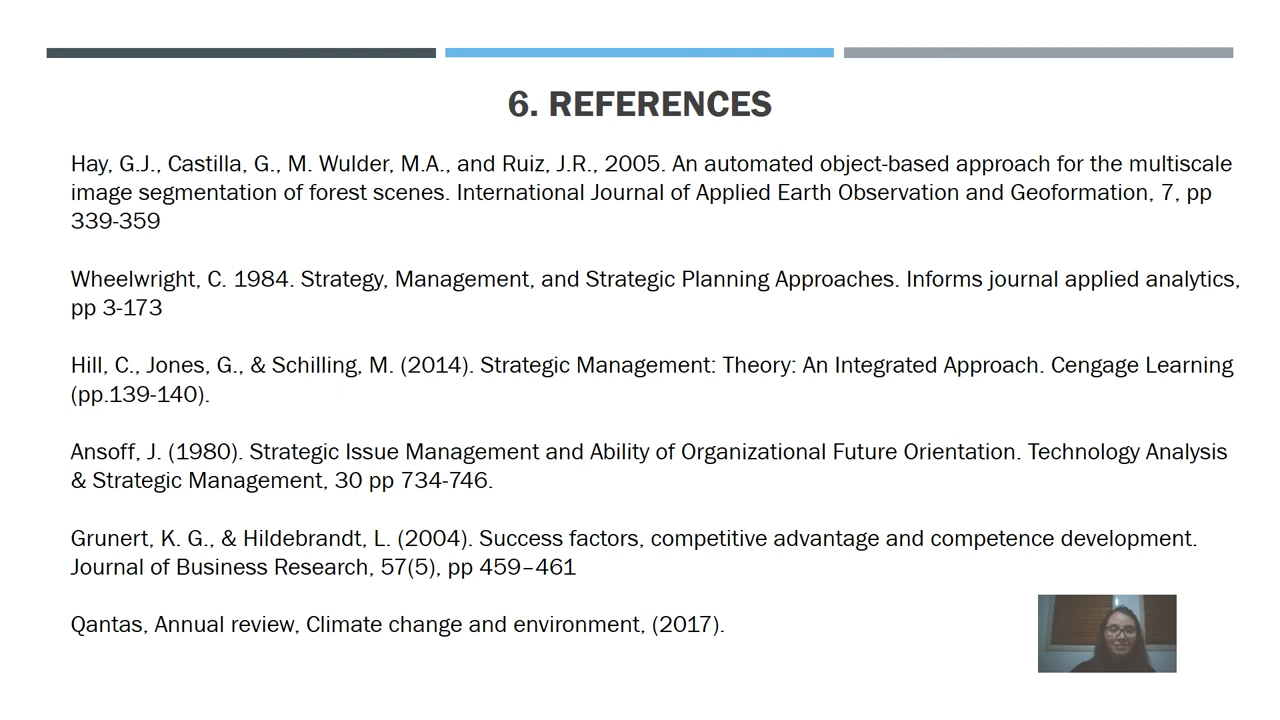 6. REFERENCES
Hay, G.J., Castilla, G., M. Wulder, M.A., and Ruiz, J.R., 2005. An automated object-based approach for the multiscale
image segmentation of forest scenes. International Journal of Applied Earth Observation and Geoformation, 7, pp
339-359
Wheelwright, C. 1984. Strategy, Management, and Strategic Planning Approaches. Informs journal applied analytics,
pp 3-173
Hill, C., Jones, G., & Schilling, M. (2014). Strategic Management: Theory: An Integrated Approach. Cengage Learning
(pp.139-140).
Ansoff, J. (1980). Strategic Issue Management and Ability of Organizational Future Orientation. Technology Analysis
& Strategic Management, 30 pp 734-746.
Grunert, K. G., & Hildebrandt, L. (2004). Success factors, competitive advantage and competence development.
Journal of Business Research, 57(5), pp 459–461
Qantas, Annual review, Climate change and environment, (2017).